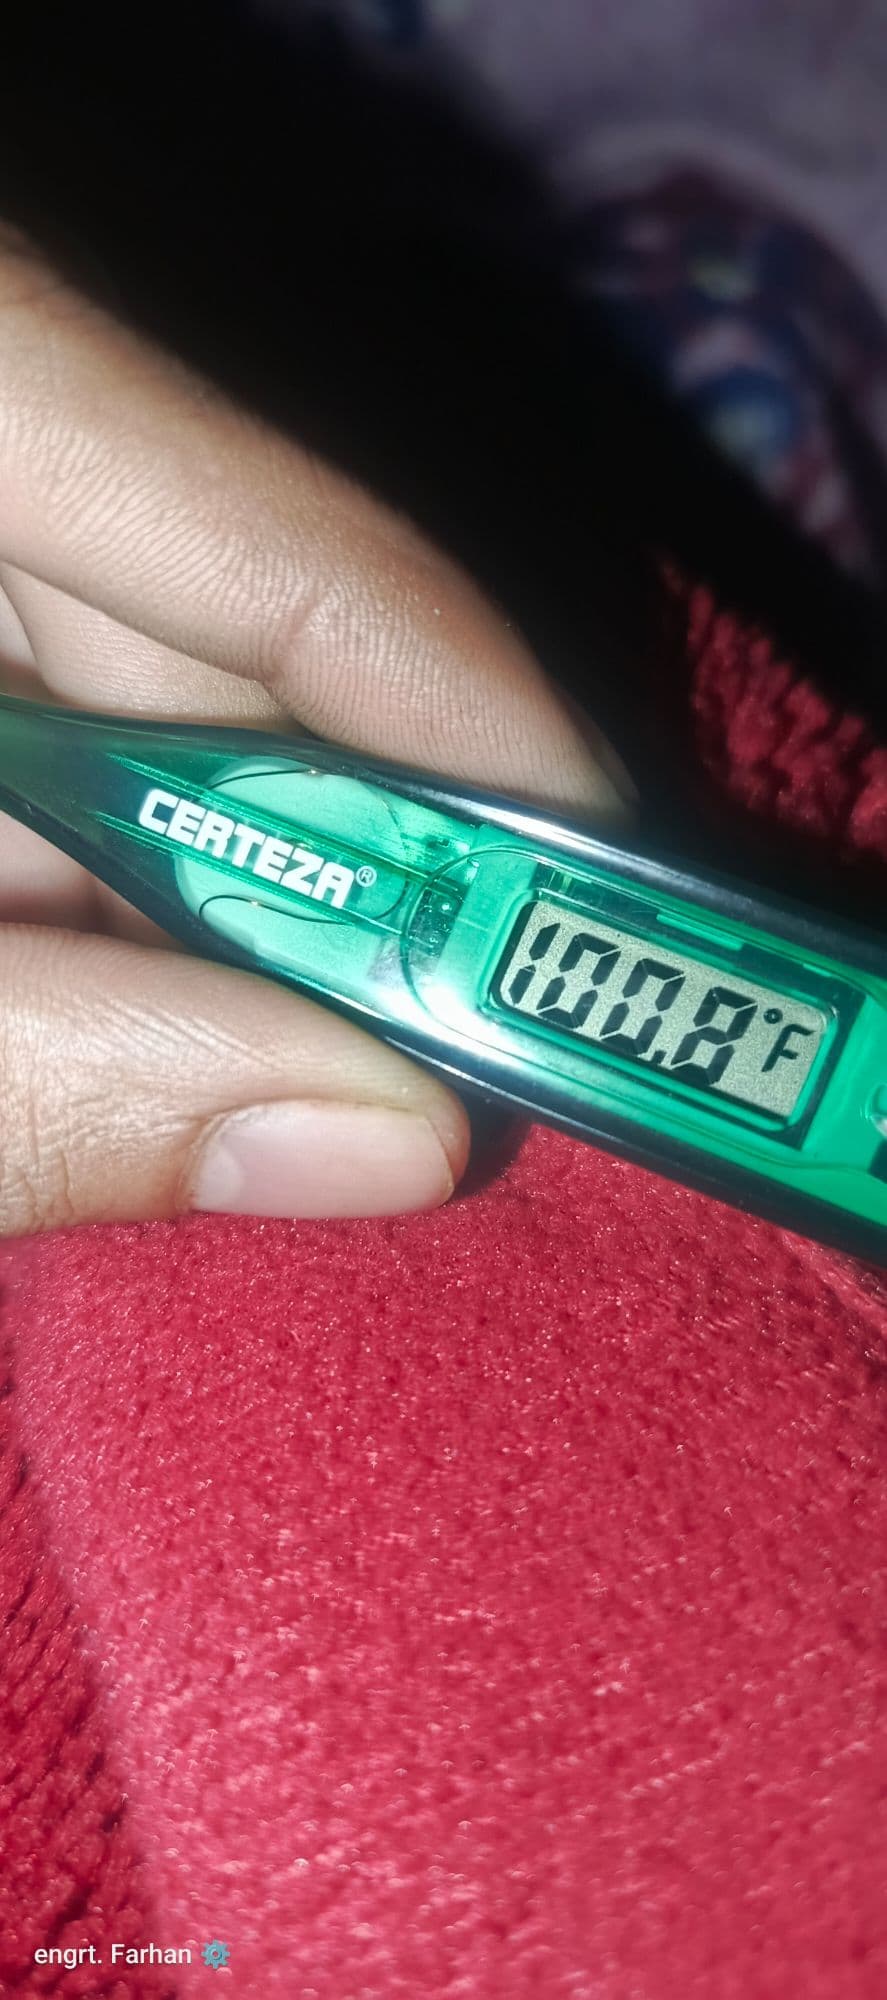 CERTEZA®
100.8°F
engrt. Farhan ⚙️